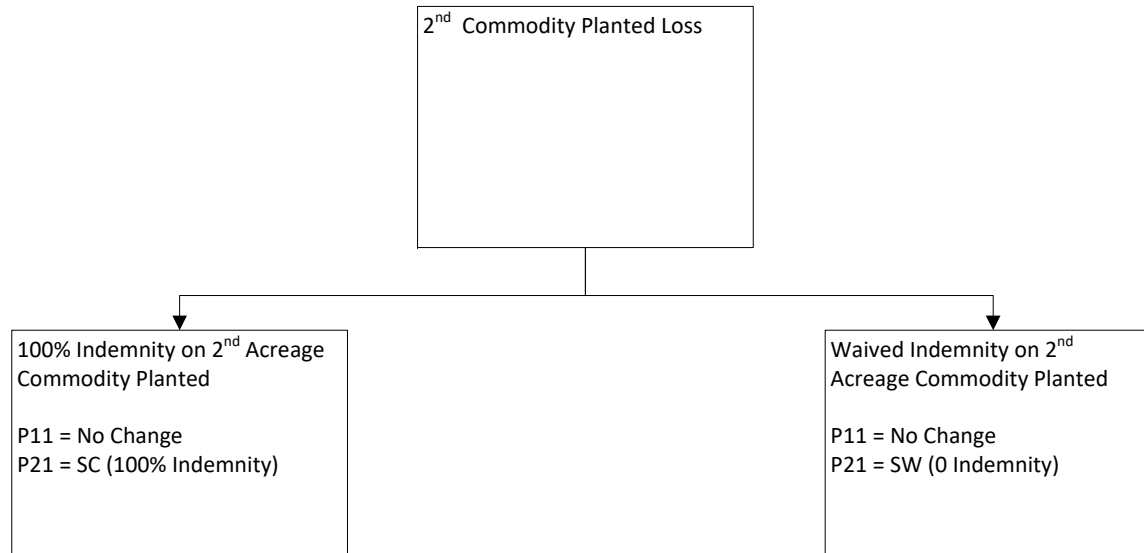 2nd Commodity Planted Loss
100% Indemnity on 2nd Acreage
Commodity Planted
P11 = No Change
P21 = SC (100% Indemnity)
Waived Indemnity on 2nd
Acreage Commodity Planted
P11 = No Change
P21 = SW (0 Indemnity)